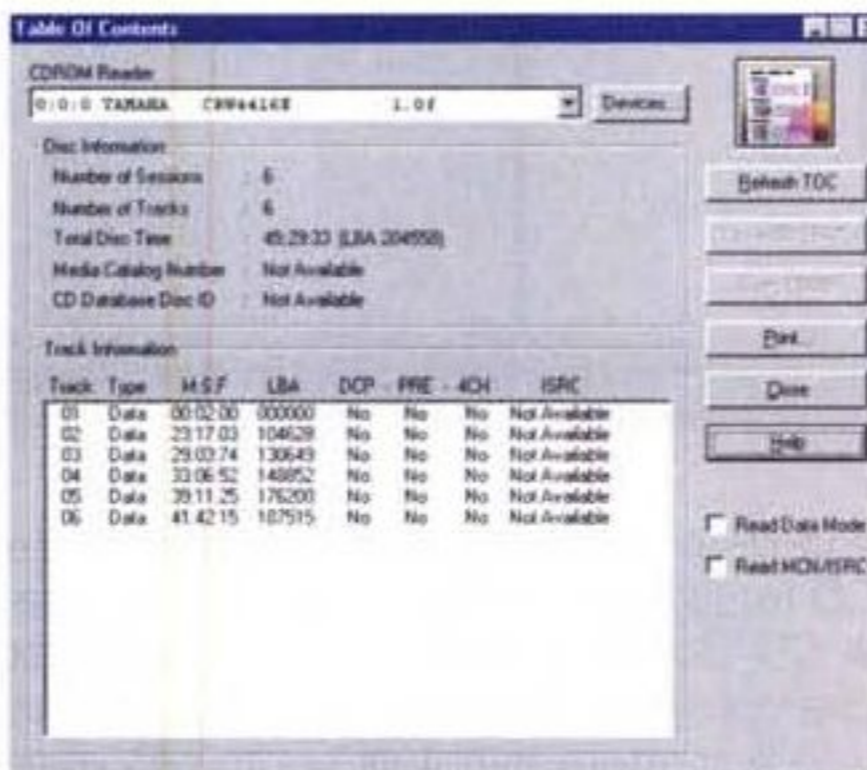 Table Of Contents
CDROM Reader
0:0:0 YAMAHA CRW4416E 1.0f
Devices...
Disc Information
Number of Sessions : 6
Number of Tracks : 6
Total Disc Time : 45:29:33 (LBA 204558)
Media Catalog Number : Not Available
CD Database Disc ID : Not Available
Refresh TOC
Print...
Close
Help
Read Data Mode
Read MCN/ISRC
Track Information
Track Type M:S:F LBA DCP - PRE - 4CH ISRC
01 Data 00:02:00 000000 No No No Not Available
02 Data 23:17:03 104628 No No No Not Available
03 Data 29:03:74 130649 No No No Not Available
04 Data 33:06:52 148852 No No No Not Available
05 Data 39:11:25 176200 No No No Not Available
06 Data 41:42:15 187515 No No No Not Available